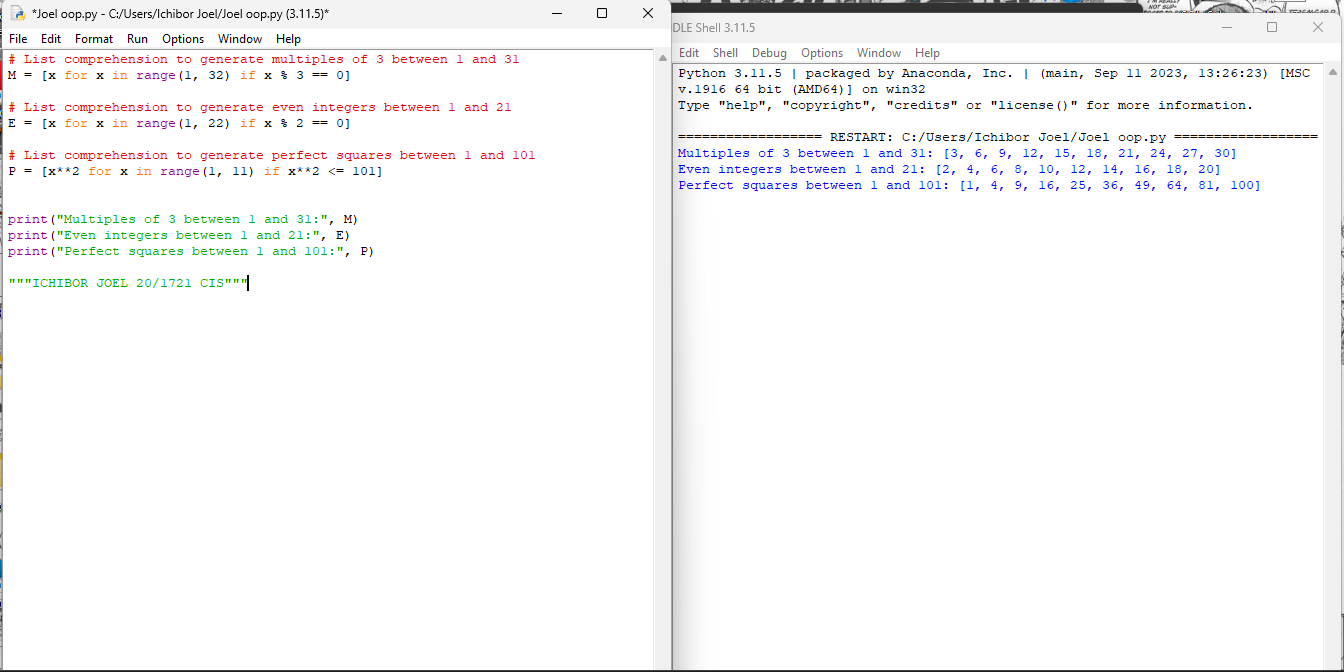 *Joel oop.py - C:/Users/Ichibor Joel/Joel oop.py (3.11.5)*
File Edit Format Run Options Window Help
# List comprehension to generate multiples of 3 between 1 and 31
M = [x for x in range(1, 32) if x % 3 == 0]
# List comprehension to generate even integers between 1 and 21
E = [x for x in range(1, 22) if x % 2 == 0]
# List comprehension to generate perfect squares between 1 and 101
P = [x**2 for x in range(1, 11) if x**2 <= 101]
print("Multiples of 3 between 1 and 31:", M)
print("Even integers between 1 and 21:", E)
print("Perfect squares between 1 and 101:", P)
"""ICHIBOR JOEL 20/1721 CIS"""
DLE Shell 3.11.5
Edit Shell Debug Options Window Help
Python 3.11.5 | packaged by Anaconda, Inc. | (main, Sep 11 2023, 13:26:23) [MSC
v.1916 64 bit (AMD64)] on win32
Type "help", "copyright", "credits" or "license()" for more information.
================== RESTART: C:/Users/Ichibor Joel/Joel oop.py ==================
Multiples of 3 between 1 and 31: [3, 6, 9, 12, 15, 18, 21, 24, 27, 30]
Even integers between 1 and 21: [2, 4, 6, 8, 10, 12, 14, 16, 18, 20]
Perfect squares between 1 and 101: [1, 4, 9, 16, 25, 36, 49, 64, 81, 100]